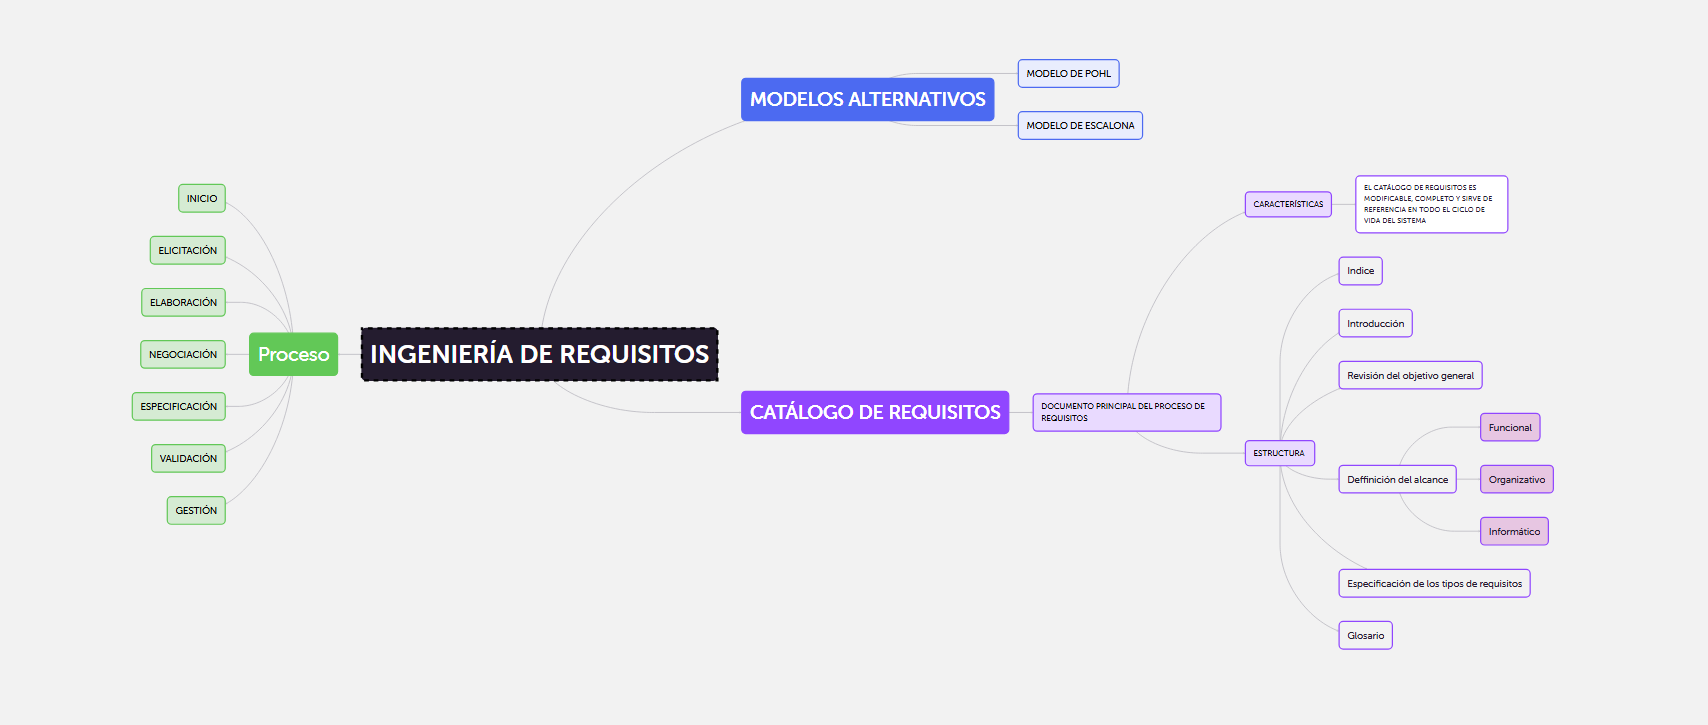 MODELO DE POHL
MODELOS ALTERNATIVOS
MODELO DE ESCALONA
INICIO
ELICITACIÓN
ELABORACIÓN
NEGOCIACIÓN
ESPECIFICACIÓN
VALIDACIÓN
GESTIÓN
Proceso
INGENIERÍA DE REQUISITOS
CATÁLOGO DE REQUISITOS
DOCUMENTO PRINCIPAL DEL PROCESO DE
REQUISITOS
CARACTERÍSTICAS
EL CATÁLOGO DE REQUISITOS ES
MODIFICABLE, COMPLETO Y SIRVE DE
REFERENCIA EN TODO EL CICLO DE
VIDA DEL SISTEMA
ESTRUCTURA
Indice
Introducción
Revisión del objetivo general
Deffinición del alcance
Funcional
Organizativo
Informático
Especificación de los tipos de requisitos
Glosario